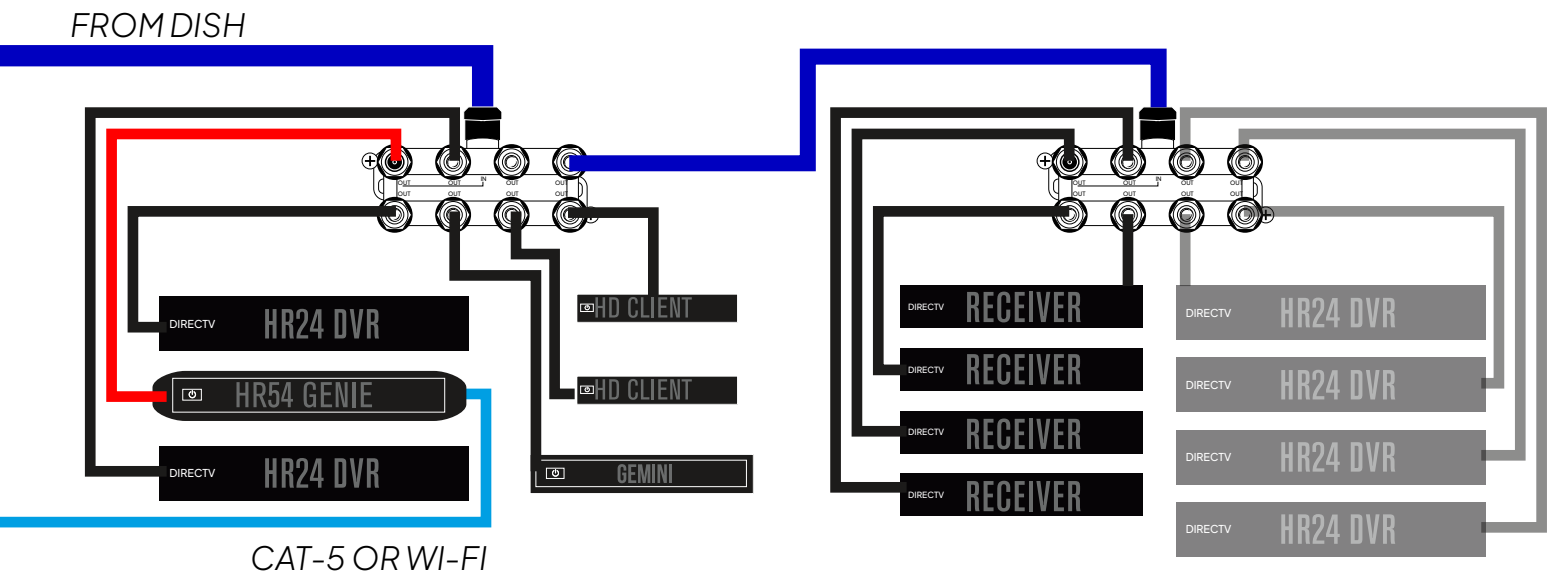 FROM DISH
OUT OUT IN OUT OUT
OUT OUT OUT OUT
OUT OUT IN OUT OUT
OUT OUT OUT OUT
DIRECTV HR24 DVR
HR54 GENIE
DIRECTV HR24 DVR
HD CLIENT
HD CLIENT
GEMINI
DIRECTV RECEIVER
DIRECTV RECEIVER
DIRECTV RECEIVER
DIRECTV RECEIVER
DIRECTV HR24 DVR
DIRECTV HR24 DVR
DIRECTV HR24 DVR
DIRECTV HR24 DVR
CAT-5 OR WI-FI